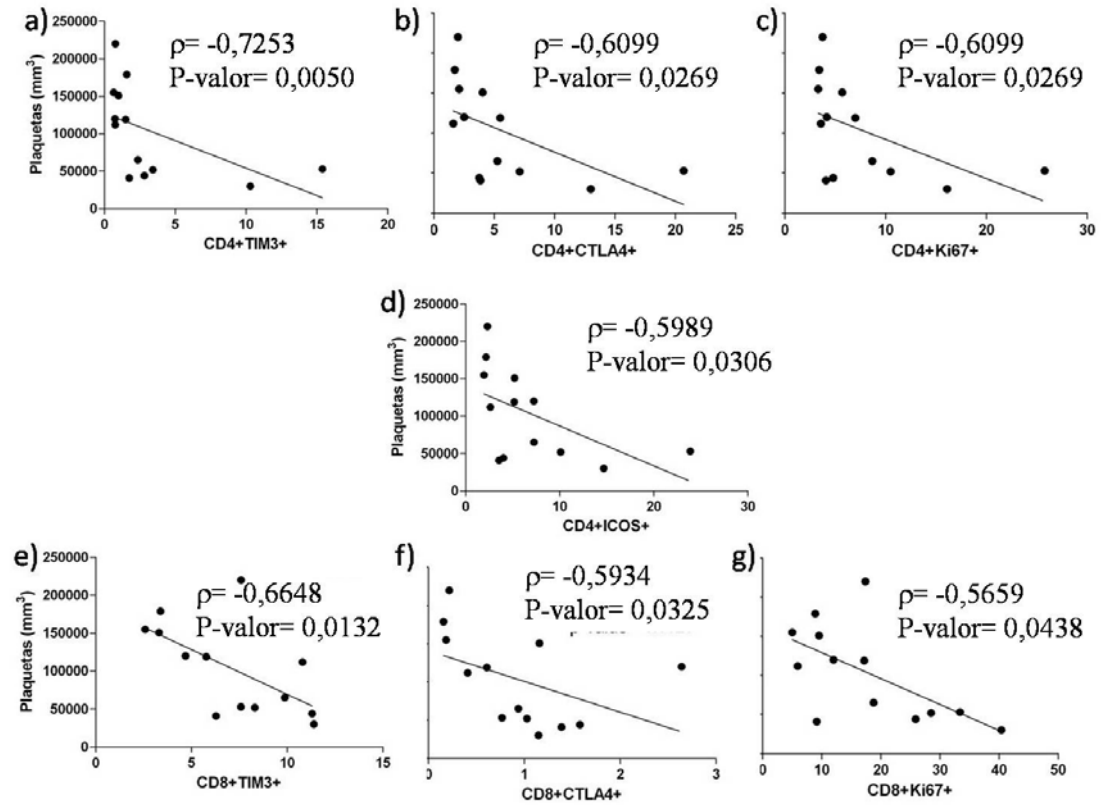 a)
ρ= -0,7253
P-valor= 0,0050
Plaquetas (mm³)
250000
200000
150000
100000
50000
0
0 5 10 15 20
CD4+TIM3+
b)
ρ= -0,6099
P-valor= 0,0269
0 5 10 15 20 25
CD4+CTLA4+
c)
ρ= -0,6099
P-valor= 0,0269
0 10 20 30
CD4+Ki67+
d)
ρ= -0,5989
P-valor= 0,0306
Plaquetas (mm³)
250000
200000
150000
100000
50000
0
0 10 20 30
CD4+ICOS+
e)
ρ= -0,6648
P-valor= 0,0132
Plaquetas (mm³)
250000
200000
150000
100000
50000
0
0 5 10 15
CD8+TIM3+
f)
ρ= -0,5934
P-valor= 0,0325
0 1 2 3
CD8+CTLA4+
g)
ρ= -0,5659
P-valor= 0,0438
0 10 20 30 40 50
CD8+Ki67+